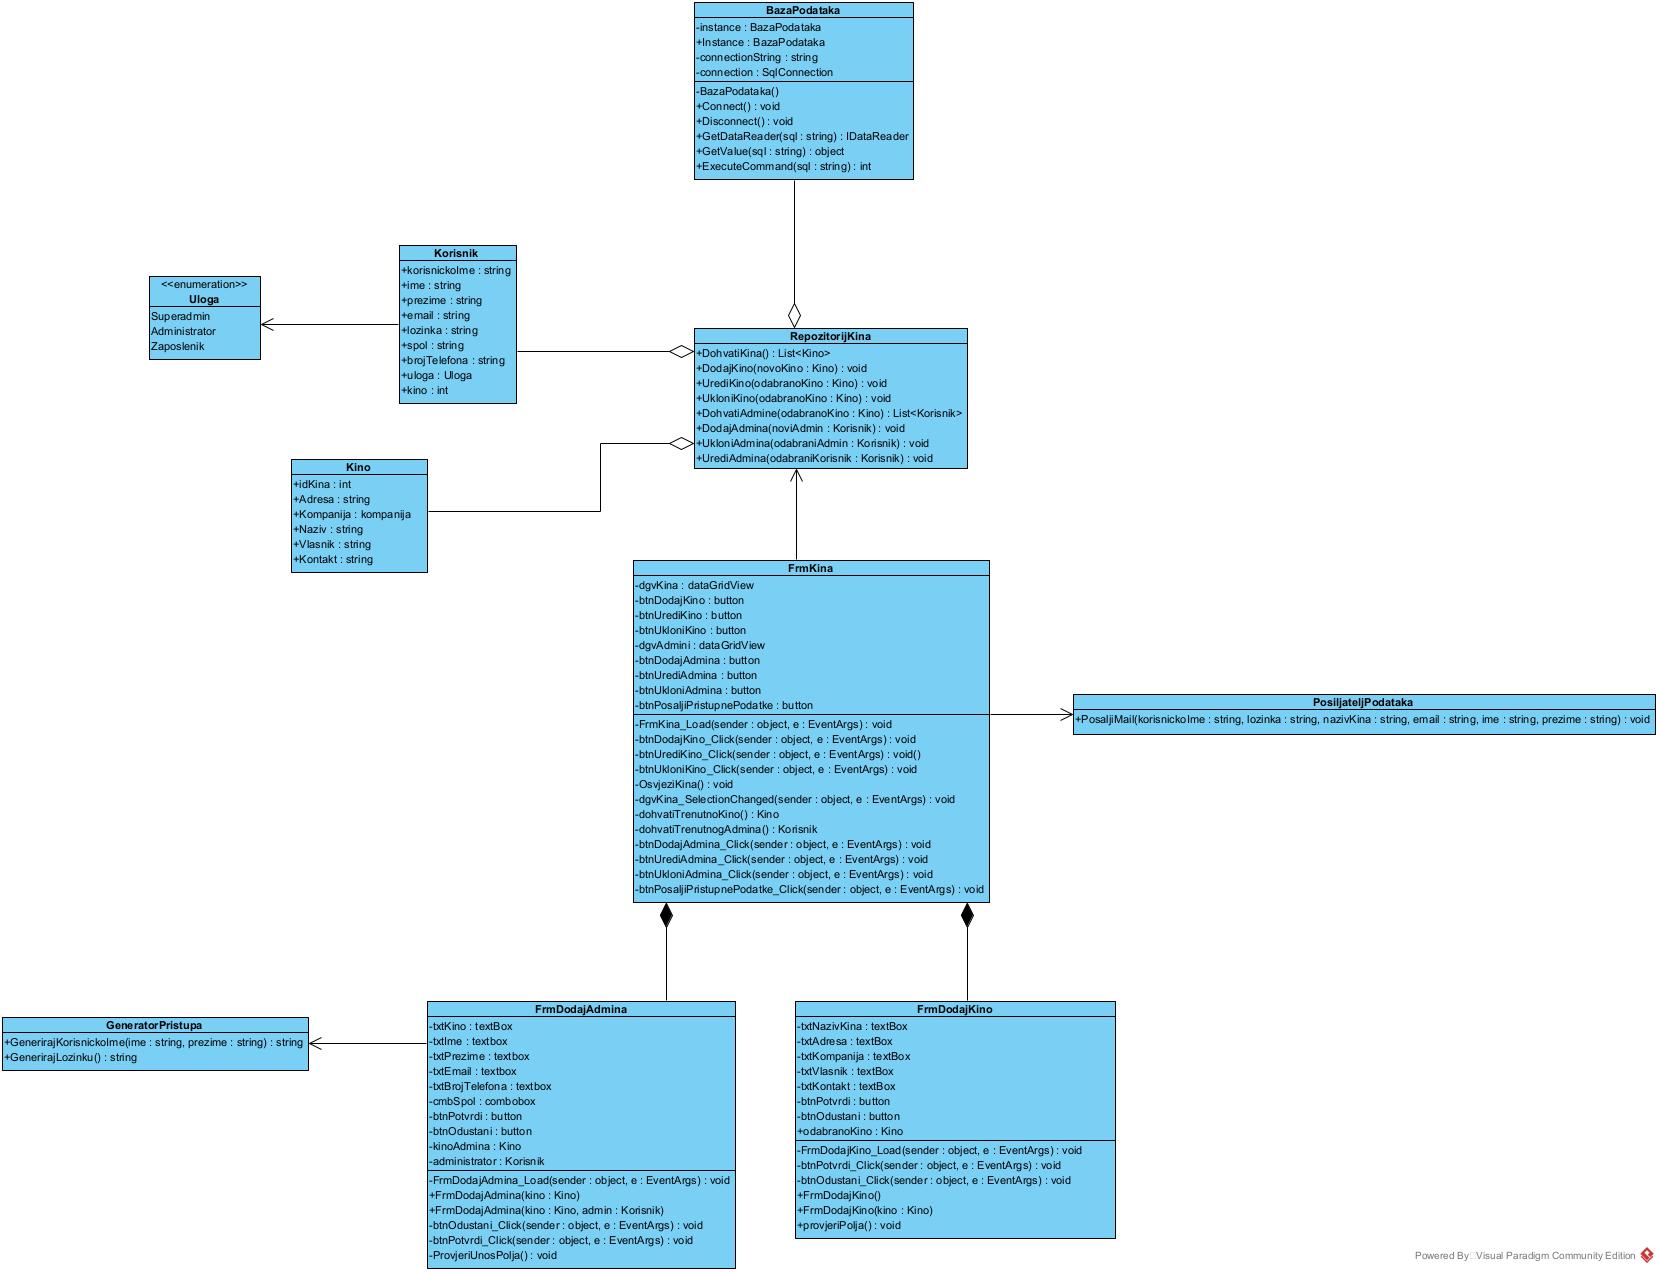 BazaPodataka
-instance : BazaPodataka
+Instance : BazaPodataka
-connectionString : string
-connection : SqlConnection
-BazaPodataka()
+Connect() : void
+Disconnect() : void
+GetDataReader(sql : string) : IDataReader
+GetValue(sql : string) : object
+ExecuteCommand(sql : string) : int
Korisnik
+korisnickoIme : string
+ime : string
+prezime : string
+email : string
+lozinka : string
+spol : string
+brojTelefona : string
+uloga : Uloga
+kino : int
<<enumeration>>
Uloga
Superadmin
Administrator
Zaposlenik
RepozitorijKina
+DohvatiKina() : List<Kino>
+DodajKino(novoKino : Kino) : void
+UrediKino(odabranoKino : Kino) : void
+UkloniKino(odabranoKino : Kino) : void
+DohvatiAdmine(odabranoKino : Kino) : List<Korisnik>
+DodajAdmina(noviAdmin : Korisnik) : void
+UkloniAdmina(odabraniAdmin : Korisnik) : void
+UrediAdmina(odabraniKorisnik : Korisnik) : void
Kino
+idKina : int
+Adresa : string
+Kompanija : kompanija
+Naziv : string
+Vlasnik : string
+Kontakt : string
FrmKina
-dgvKina : dataGridView
-btnDodajKino : button
-btnUrediKino : button
-btnUkloniKino : button
-dgvAdmini : dataGridView
-btnDodajAdmina : button
-btnUrediAdmina : button
-btnUkloniAdmina : button
-btnPosaljiPristupnePodatke : button
-FrmKina_Load(sender : object, e : EventArgs) : void
-btnDodajKino_Click(sender : object, e : EventArgs) : void
-btnUrediKino_Click(sender : object, e : EventArgs) : void()
-btnUkloniKino_Click(sender : object, e : EventArgs) : void
-OsvjeziKina() : void
-dgvKina_SelectionChanged(sender : object, e : EventArgs) : void
-dohvatiTrenutnoKino() : Kino
-dohvatiTrenutnogAdmina() : Korisnik
-btnDodajAdmina_Click(sender : object, e : EventArgs) : void
-btnUrediAdmina_Click(sender : object, e : EventArgs) : void
-btnUkloniAdmina_Click(sender : object, e : EventArgs) : void
-btnPosaljiPristupnePodatke_Click(sender : object, e : EventArgs) : void
PosiljateljPodataka
+PosaljiMail(korisnickoIme : string, lozinka : string, nazivKina : string, email : string, ime : string, prezime : string) : void
GeneratorPristupa
+GenerirajKorisnickoIme(ime : string, prezime : string) : string
+GenerirajLozinku() : string
FrmDodajAdmina
-txtKino : textBox
-txtIme : textbox
-txtPrezime : textbox
-txtEmail : textbox
-txtBrojTelefona : textbox
-cmbSpol : combobox
-btnPotvrdi : button
-btnOdustani : button
-kinoAdmina : Kino
-administrator : Korisnik
-FrmDodajAdmina_Load(sender : object, e : EventArgs) : void
+FrmDodajAdmina(kino : Kino)
+FrmDodajAdmina(kino : Kino, admin : Korisnik)
-btnOdustani_Click(sender : object, e : EventArgs) : void
-btnPotvrdi_Click(sender : object, e : EventArgs) : void
-ProvjeriUnosPolja() : void
FrmDodajKino
-txtNazivKina : textBox
-txtAdresa : textBox
-txtKompanija : textBox
-txtVlasnik : textBox
-txtKontakt : textBox
-btnPotvrdi : button
-btnOdustani : button
+odabranoKino : Kino
-FrmDodajKino_Load(sender : object, e : EventArgs) : void
-btnPotvrdi_Click(sender : object, e : EventArgs) : void
-btnOdustani_Click(sender : object, e : EventArgs) : void
+FrmDodajKino()
+FrmDodajKino(kino : Kino)
+provjeriPolja() : void
Powered By Visual Paradigm Community Edition